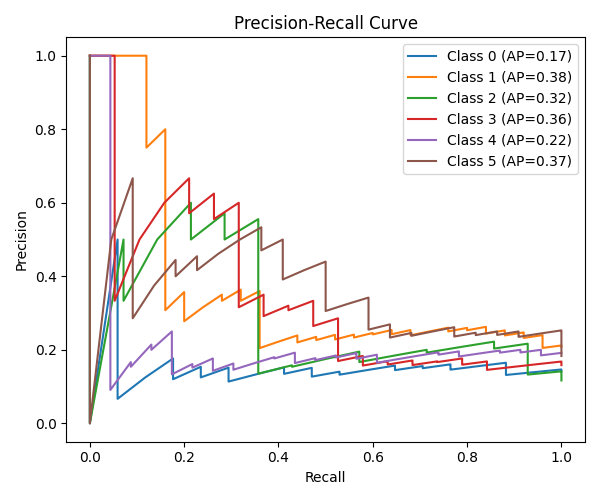 Precision-Recall Curve
Class 0 (AP=0.17)
Class 1 (AP=0.38)
Class 2 (AP=0.32)
Class 3 (AP=0.36)
Class 4 (AP=0.22)
Class 5 (AP=0.37)
Precision
1.0
0.8
0.6
0.4
0.2
0.0
0.0 0.2 0.4 0.6 0.8 1.0
Recall